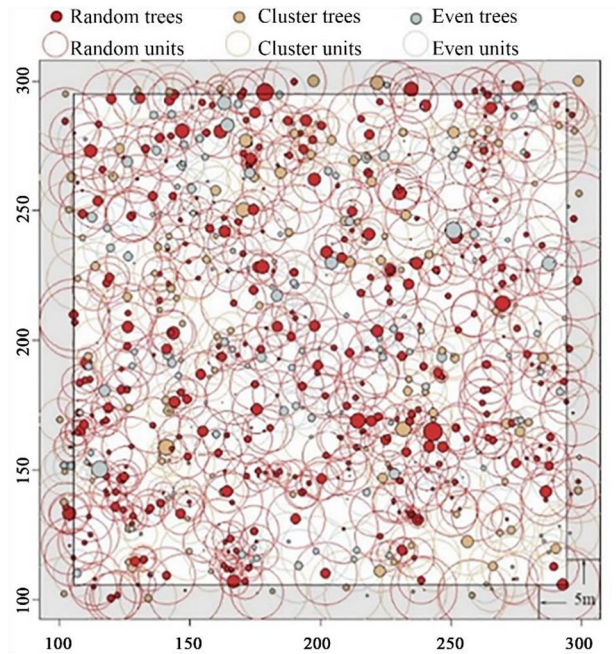 Random trees Cluster trees Even trees
Random units Cluster units Even units
300
250
200
150
100
5m
100 150 200 250 300